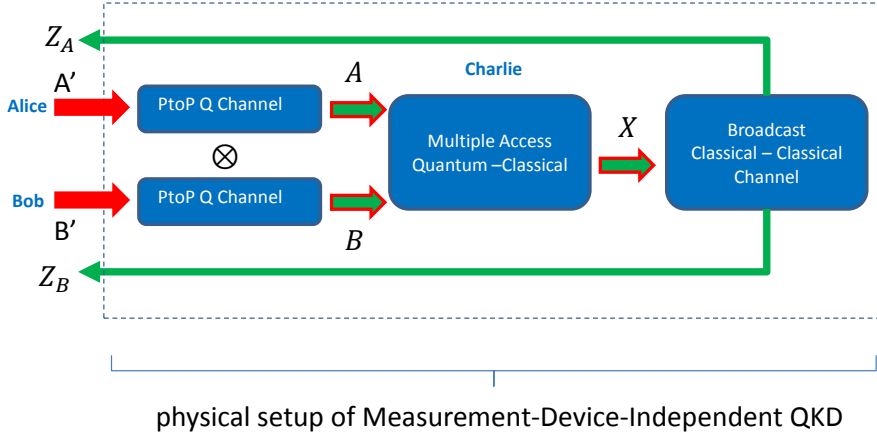 Z_A
A'
Alice
PtoP Q Channel
A
Charlie
⊗
Multiple Access
Quantum –Classical
X
Broadcast
Classical – Classical
Channel
Bob
PtoP Q Channel
B'
B
Z_B
physical setup of Measurement-Device-Independent QKD